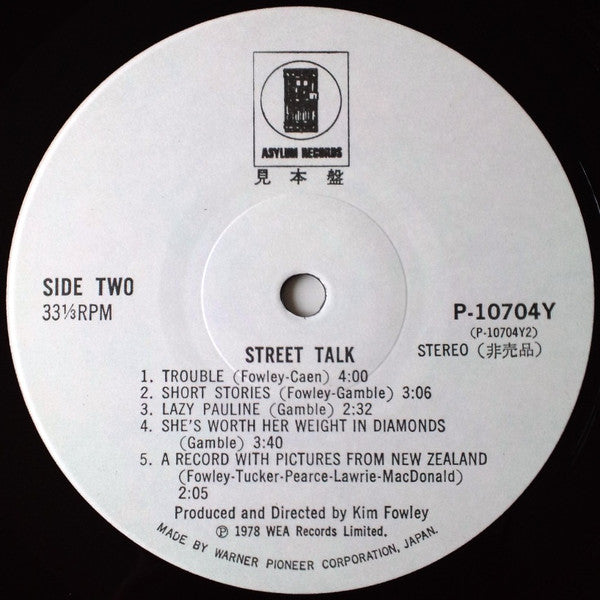 ASYLUM RECORDS
見本盤
SIDE TWO
33⅓RPM
P-10704Y
(P-10704Y2)
STEREO (非売品)
STREET TALK
1. TROUBLE (Fowley-Caen) 4:00
2. SHORT STORIES (Fowley-Gamble) 3:06
3. LAZY PAULINE (Gamble) 2:32
4. SHE'S WORTH HER WEIGHT IN DIAMONDS
(Gamble) 3:40
5. A RECORD WITH PICTURES FROM NEW ZEALAND
(Fowley-Tucker-Pearce-Lawrie-MacDonald)
2:05
Produced and Directed by Kim Fowley
℗ 1978 WEA Records Limited.
MADE BY WARNER PIONEER CORPORATION, JAPAN.